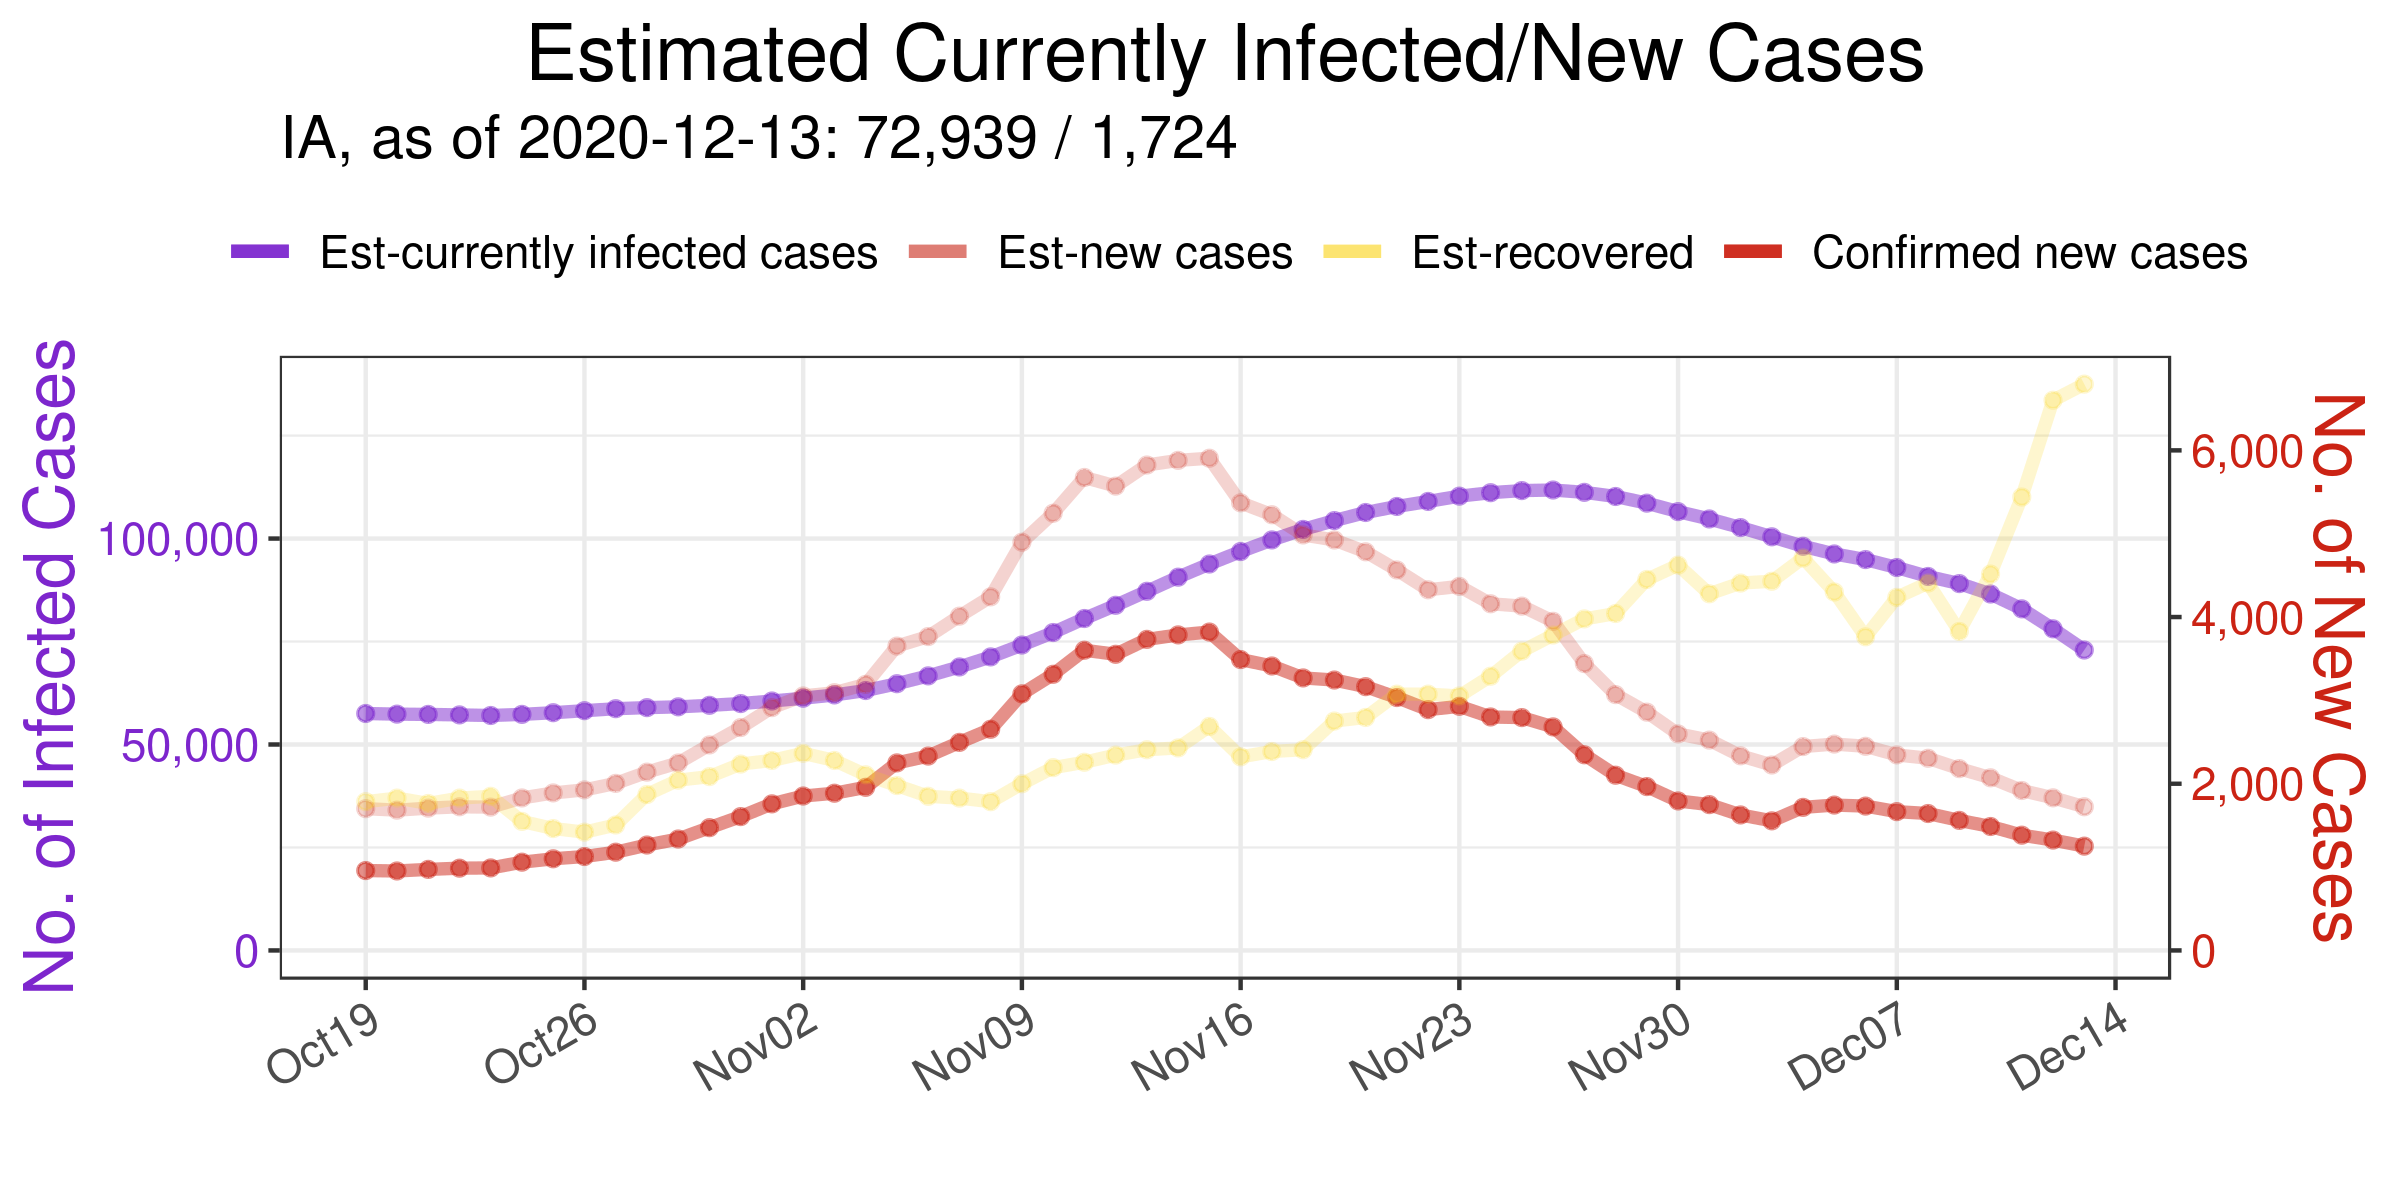 Estimated Currently Infected/New Cases
IA, as of 2020-12-13: 72,939 / 1,724
Est-currently infected cases Est-new cases Est-recovered Confirmed new cases
No. of Infected Cases
100,000
50,000
0
6,000
4,000
2,000
0
No. of New Cases
Oct19 Oct26 Nov02 Nov09 Nov16 Nov23 Nov30 Dec07 Dec14